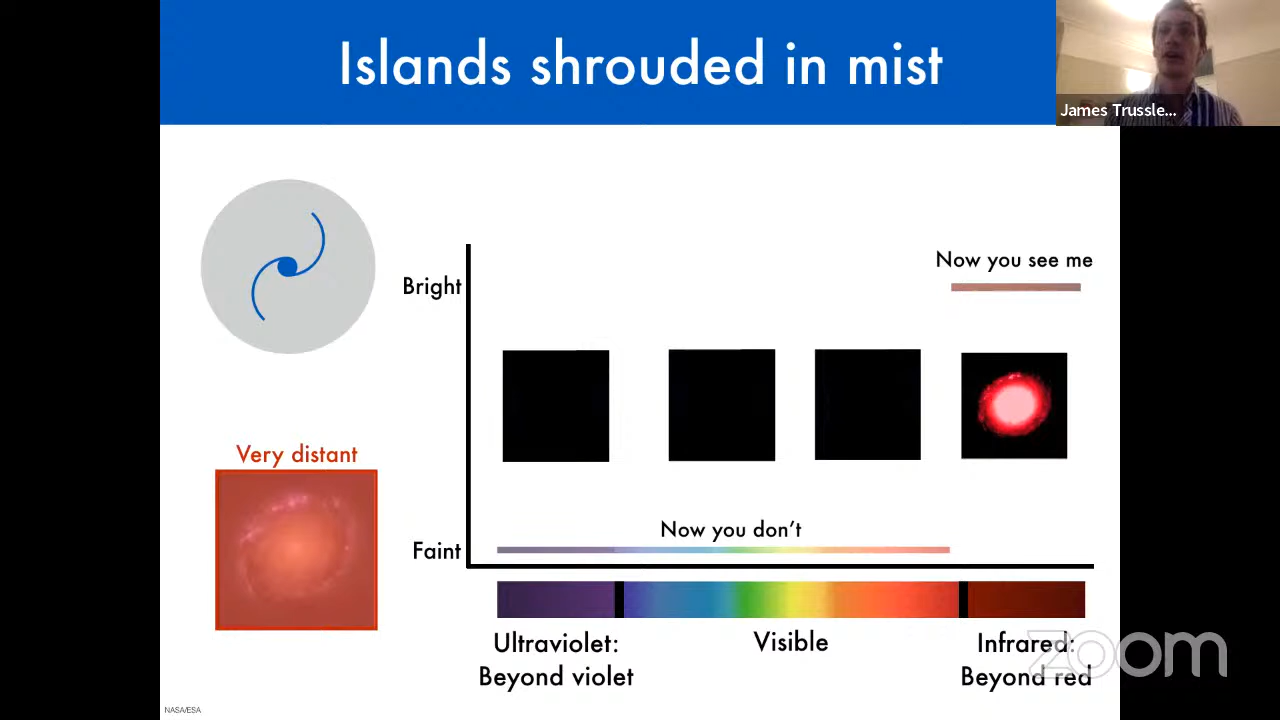 Islands shrouded in mist
James Trussle...
Now you see me
Bright
Very distant
Now you don't
Faint
Ultraviolet:
Beyond violet
Visible
Infrared:
Beyond red
zoom
NASA/ESA